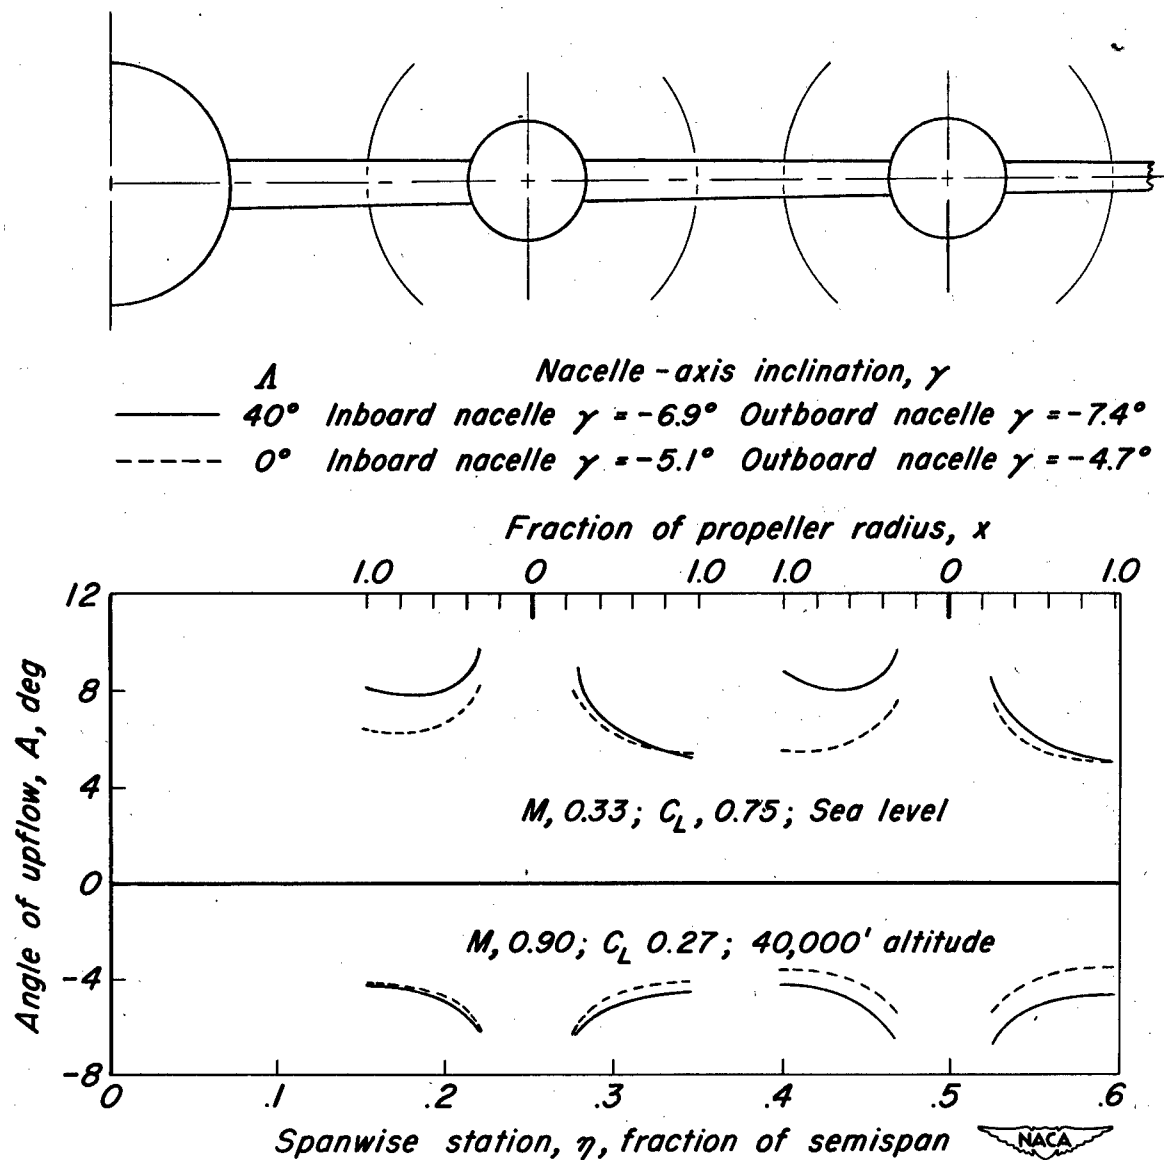 Λ Nacelle-axis inclination, γ
40° Inboard nacelle γ = -6.9° Outboard nacelle γ = -7.4°
0° Inboard nacelle γ = -5.1° Outboard nacelle γ = -4.7°
Fraction of propeller radius, x
1.0 0 1.0 1.0 0 1.0
12
8
4
0
-4
-8
Angle of upflow, A, deg
M, 0.33; C_L, 0.75; Sea level
M, 0.90; C_L 0.27; 40,000' altitude
0 .1 .2 .3 .4 .5 .6
Spanwise station, η, fraction of semispan
NACA